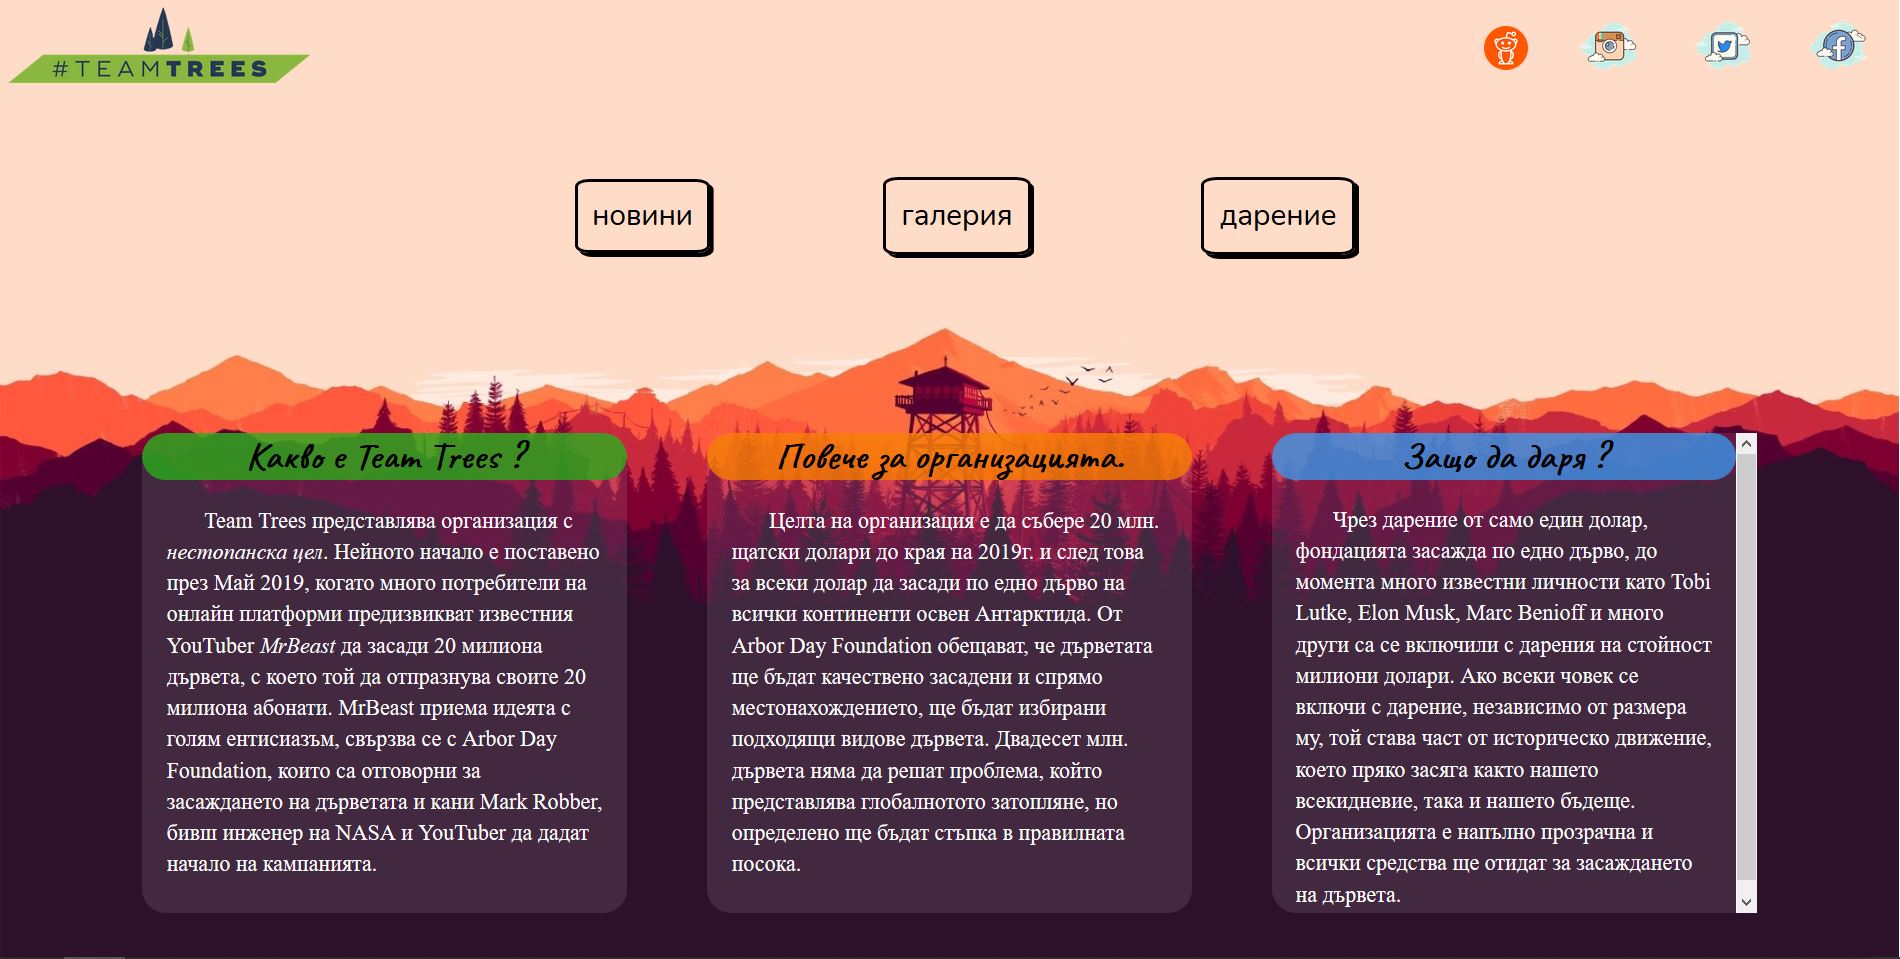 #TEAMTREES
новини
галерия
дарение
Какво е Team Trees ?
Team Trees представлява организация с
нестопанска цел. Нейното начало е поставено
през Май 2019, когато много потребители на
онлайн платформи предизвикват известния
YouTuber MrBeast да засади 20 милиона
дървета, с което той да отпразнува своите 20
милиона абонати. MrBeast приема идеята с
голям ентисиазъм, свързва се с Arbor Day
Foundation, които са отговорни за
засаждането на дърветата и кани Mark Robber,
бивш инженер на NASA и YouTuber да дадат
начало на кампанията.
Повече за организацията.
Целта на организация е да събере 20 млн.
щатски долари до края на 2019г. и след това
за всеки долар да засади по едно дърво на
всички континенти освен Антарктида. От
Arbor Day Foundation обещават, че дърветата
ще бъдат качествено засадени и спрямо
местонахождението, ще бъдат избирани
подходящи видове дървета. Двадесет млн.
дървета няма да решат проблема, който
представлява глобалнотото затопляне, но
определено ще бъдат стъпка в правилната
посока.
Защо да даря ?
Чрез дарение от само един долар,
фондацията засажда по едно дърво, до
момента много известни личности като Tobi
Lutke, Elon Musk, Marc Benioff и много
други са се включили с дарения на стойност
милиони долари. Ако всеки човек се
включи с дарение, независимо от размера
му, той става част от историческо движение,
което пряко засяга както нашето
всекидневие, така и нашето бъдеще.
Организацията е напълно прозрачна и
всички средства ще отидат за засаждането
на дървета.